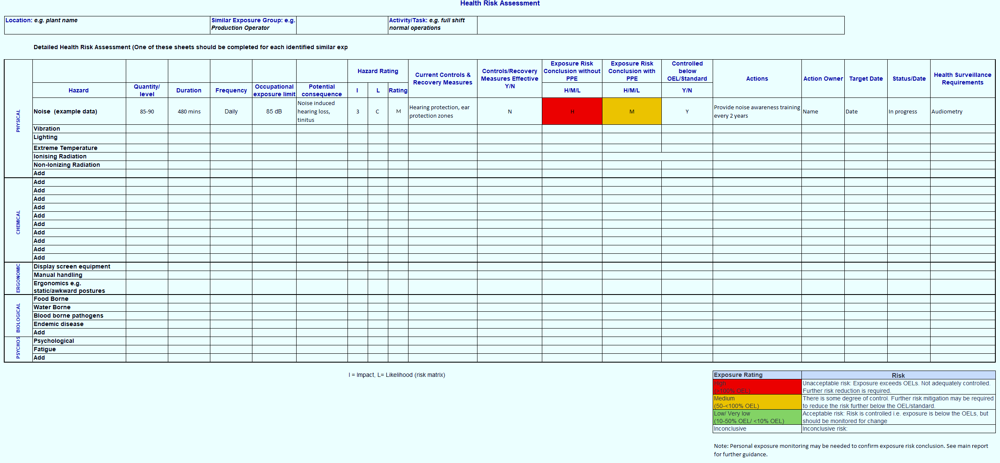 Health Risk Assessment
Location: e.g. plant name
Similar Exposure Group: e.g.
Production Operator
Activity/Task: e.g. full shift
normal operations
Detailed Health Risk Assessment (One of these sheets should be completed for each identified similar exp
Hazard
Quantity/
level
Duration
Frequency
Occupational
exposure limit
Potential
consequence
Hazard Rating
I
L
Rating
Current Controls &
Recovery Measures
Controls/Recovery
Measures Effective
Y/N
Exposure Risk
Conclusion without
PPE
H/M/L
Exposure Risk
Conclusion with
PPE
H/M/L
Controlled
below
OEL/Standard
Y/N
Actions
Action Owner
Target Date
Status/Date
Health Surveillance
Requirements
PHYSICAL
Noise (example data)
85-90
480 mins
Daily
85 dB
Noise induced
hearing loss,
tinitus
3
C
M
Hearing protection, ear
protection zones
N
H
M
Y
Provide noise awareness training
every 2 years
Name
Date
In progress
Audiometry
Vibration
Lighting
Extreme Temperature
Ionising Radiation
Non-Ionizing Radiation
Add
CHEMICAL
Add
Add
Add
Add
Add
Add
Add
Add
Add
Add
ERGONOMIC
Display screen equipment
Manual handling
Ergonomics e.g.
static/awkward postures
BIOLOGICAL
Food Borne
Water Borne
Blood borne pathogens
Endemic disease
Add
PSYCHOS
Psychological
Fatigue
Add
I = Impact, L= Likelihood (risk matrix)
Exposure Rating
Risk
High
(>100% OEL)
Unacceptable risk: Exposure exceeds OELs. Not adequately controlled.
Further risk reduction is required.
Medium
(50-<100% OEL)
There is some degree of control. Further risk mitigation may be required
to reduce the risk further below the OEL/standard.
Low/ Very low
(10-50% OEL/ <10% OEL)
Acceptable risk: Risk is controlled i.e. exposure is below the OELs, but
should be monitored for change
Inconclusive
Inconclusive risk:
Note: Personal exposure monitoring may be needed to confirm exposure risk conclusion. See main report
for further guidance.